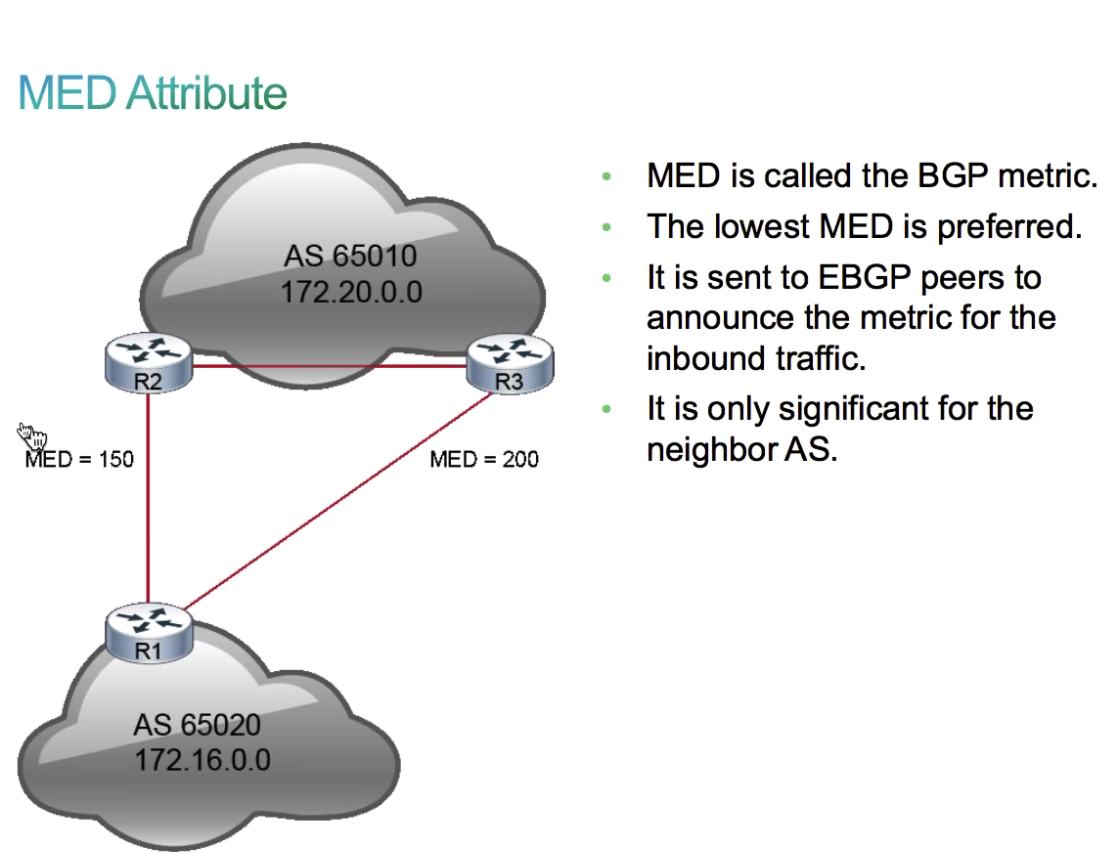 MED Attribute
AS 65010
172.20.0.0
R2
R3
MED = 150
MED = 200
R1
AS 65020
172.16.0.0
• MED is called the BGP metric.
• The lowest MED is preferred.
• It is sent to EBGP peers to
announce the metric for the
inbound traffic.
• It is only significant for the
neighbor AS.